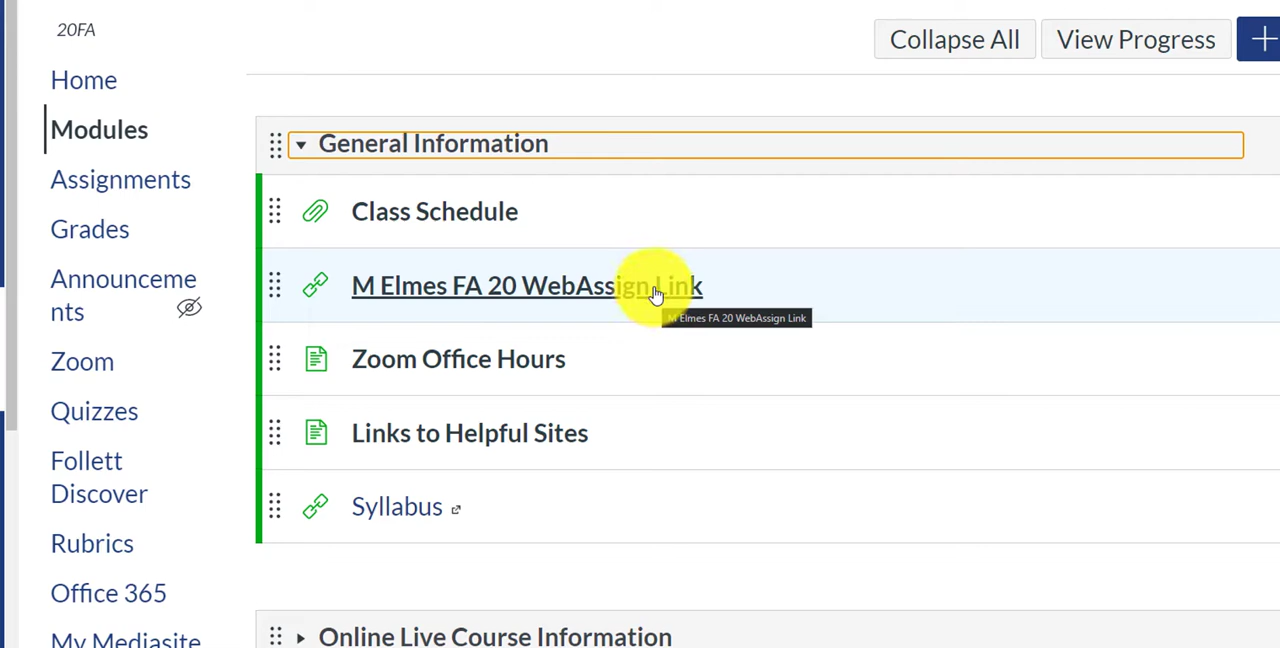 20FA
Home
Modules
Assignments
Grades
Announceme
nts
Zoom
Quizzes
Follett
Discover
Rubrics
Office 365
My Mediasite
Collapse All
View Progress
General Information
Class Schedule
M Elmes FA 20 WebAssign Link
M Elmes FA 20 WebAssign Link
Zoom Office Hours
Links to Helpful Sites
Syllabus
Online Live Course Information